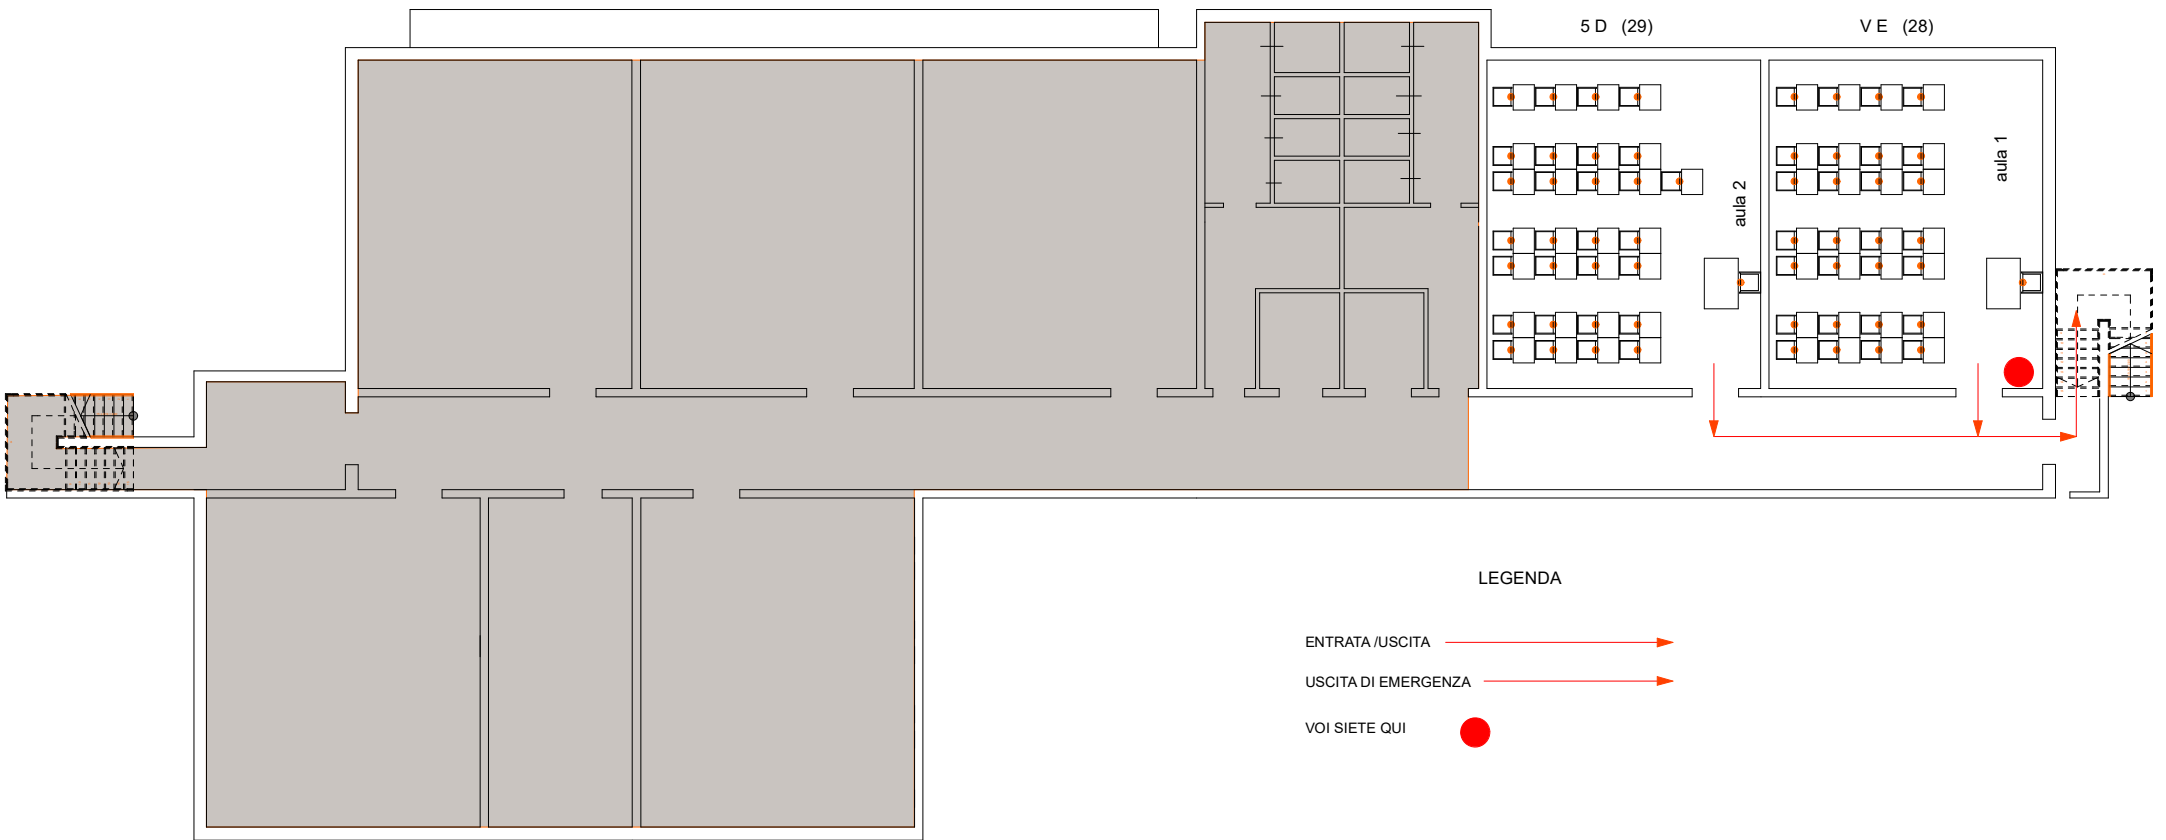 5 D (29)
V E (28)
aula 2
aula 1
LEGENDA
ENTRATA /USCITA
USCITA DI EMERGENZA
VOI SIETE QUI